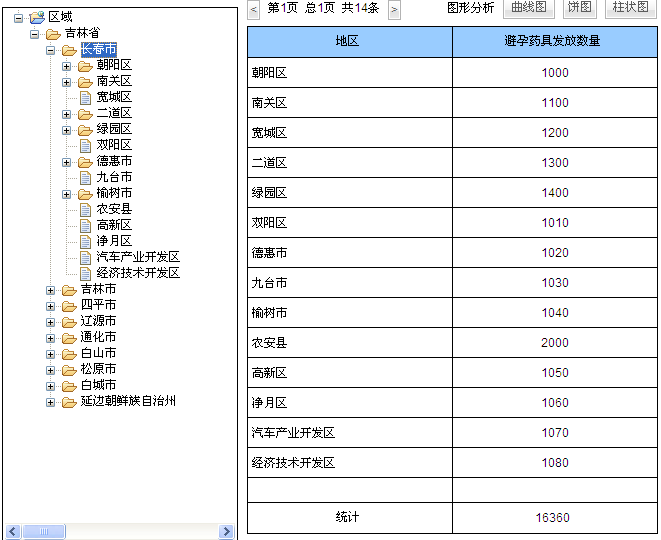 区域
吉林省
长春市
朝阳区
南关区
宽城区
二道区
绿园区
双阳区
德惠市
九台市
榆树市
农安县
高新区
净月区
汽车产业开发区
经济技术开发区
吉林市
四平市
辽源市
通化市
白山市
松原市
白城市
延边朝鲜族自治州
< 第1页 总1页 共14条 > 图形分析 曲线图 饼图 柱状图
地区 避孕药具发放数量
朝阳区 1000
南关区 1100
宽城区 1200
二道区 1300
绿园区 1400
双阳区 1010
德惠市 1020
九台市 1030
榆树市 1040
农安县 2000
高新区 1050
净月区 1060
汽车产业开发区 1070
经济技术开发区 1080
统计 16360